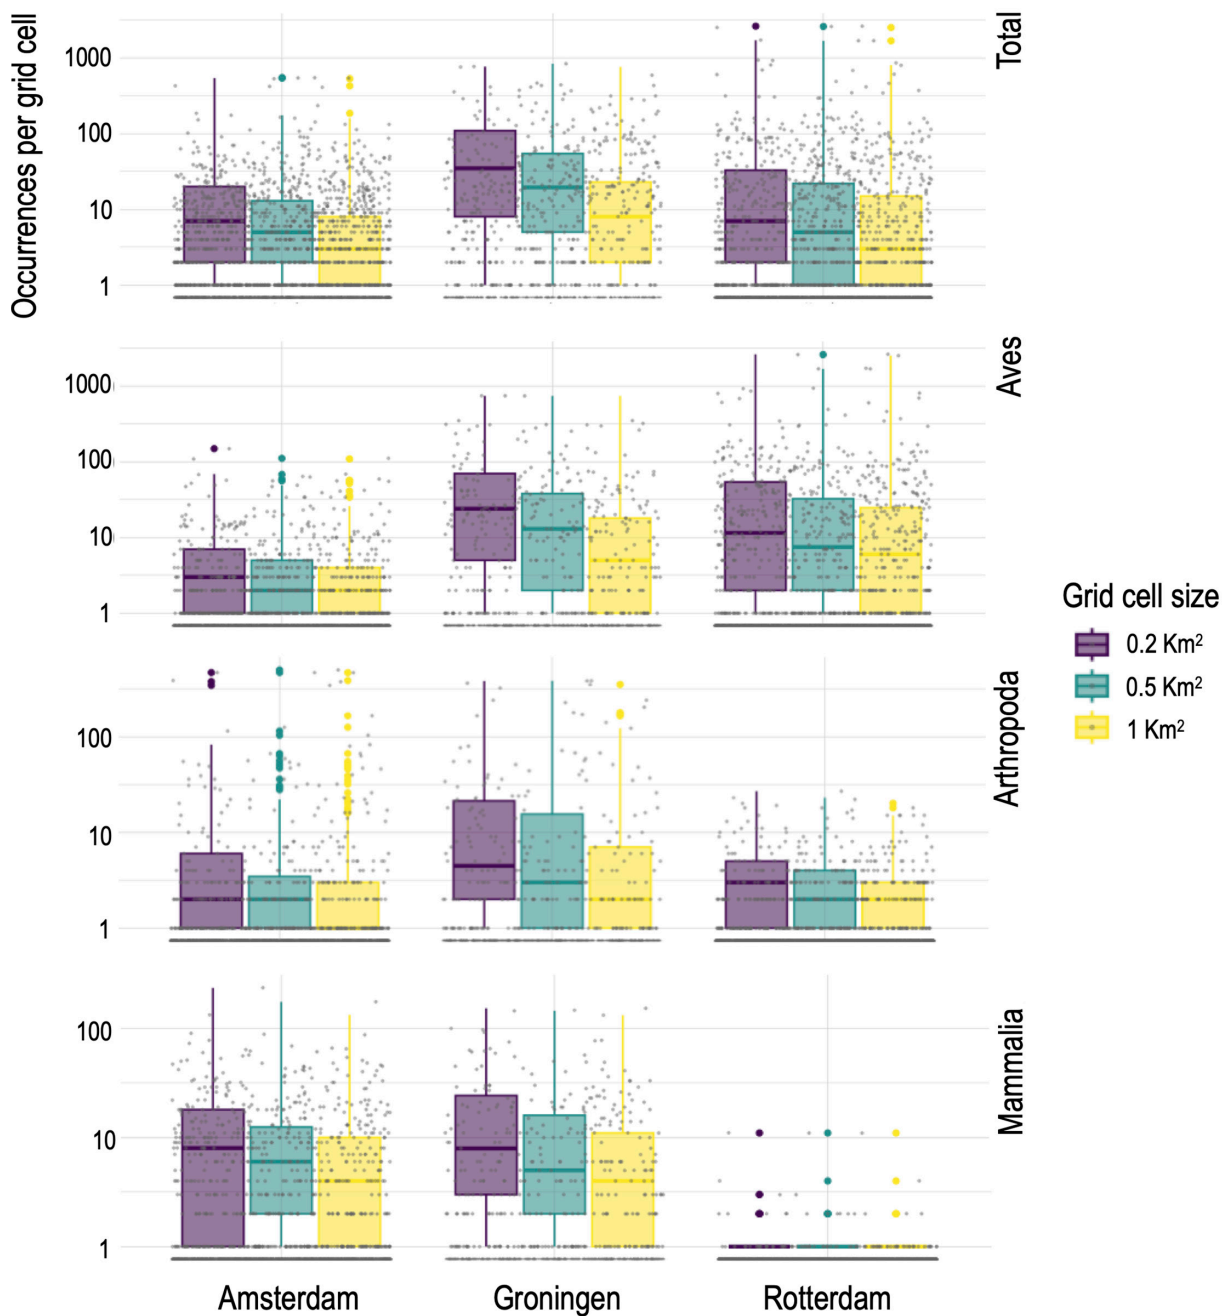 Occurrences per grid cell
Total
1000
100
10
1
Aves
1000
100
10
1
Arthropoda
100
10
1
Mammalia
100
10
1
Amsterdam
Groningen
Rotterdam
Grid cell size
0.2 Km²
0.5 Km²
1 Km²